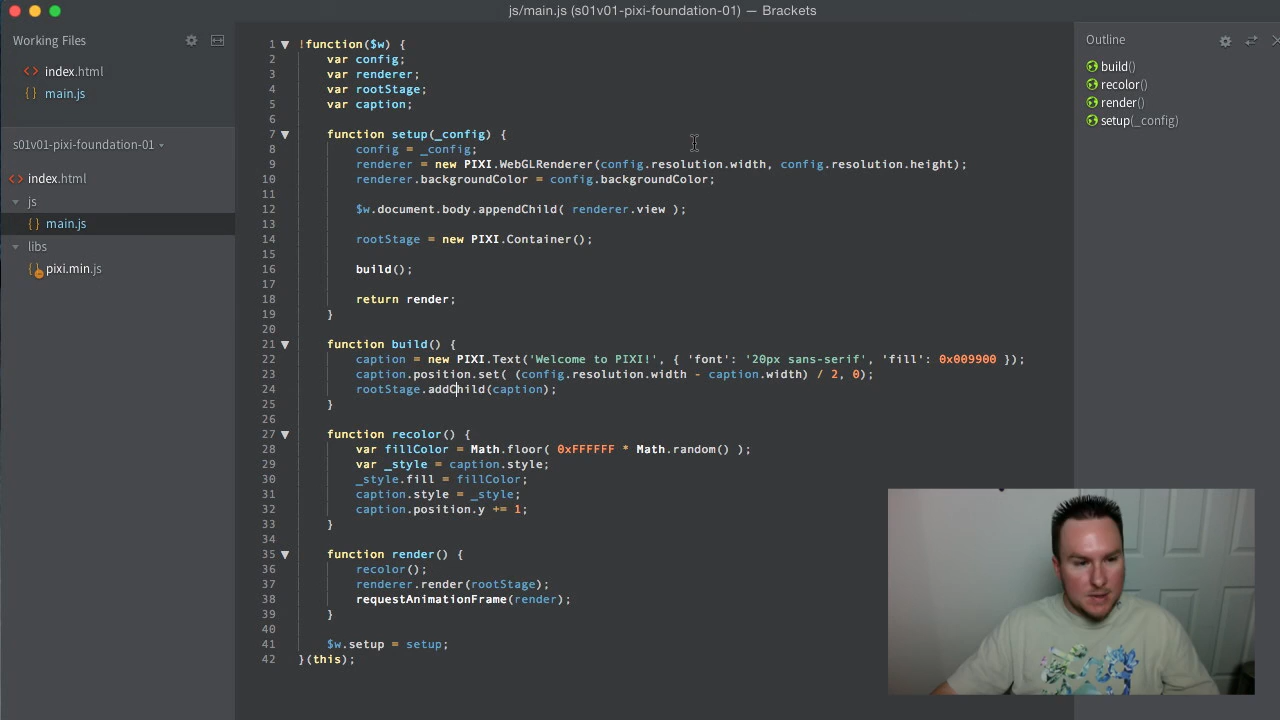 js/main.js (s01v01-pixi-foundation-01) — Brackets
Working Files
<> index.html
{} main.js
s01v01-pixi-foundation-01
<> index.html
js
{} main.js
libs
{} pixi.min.js
1 !function($w) {
2 var config;
3 var renderer;
4 var rootStage;
5 var caption;
6
7 function setup(_config) {
8 config = _config;
9 renderer = new PIXI.WebGLRenderer(config.resolution.width, config.resolution.height);
10 renderer.backgroundColor = config.backgroundColor;
11
12 $w.document.body.appendChild( renderer.view );
13
14 rootStage = new PIXI.Container();
15
16 build();
17
18 return render;
19 }
20
21 function build() {
22 caption = new PIXI.Text('Welcome to PIXI!', { 'font': '20px sans-serif', 'fill': 0x009900 });
23 caption.position.set( (config.resolution.width - caption.width) / 2, 0);
24 rootStage.addChild(caption);
25 }
26
27 function recolor() {
28 var fillColor = Math.floor( 0xFFFFFF * Math.random() );
29 var _style = caption.style;
30 _style.fill = fillColor;
31 caption.style = _style;
32 caption.position.y += 1;
33 }
34
35 function render() {
36 recolor();
37 renderer.render(rootStage);
38 requestAnimationFrame(render);
39 }
40
41 $w.setup = setup;
42 }(this);
Outline
build()
recolor()
render()
setup(_config)